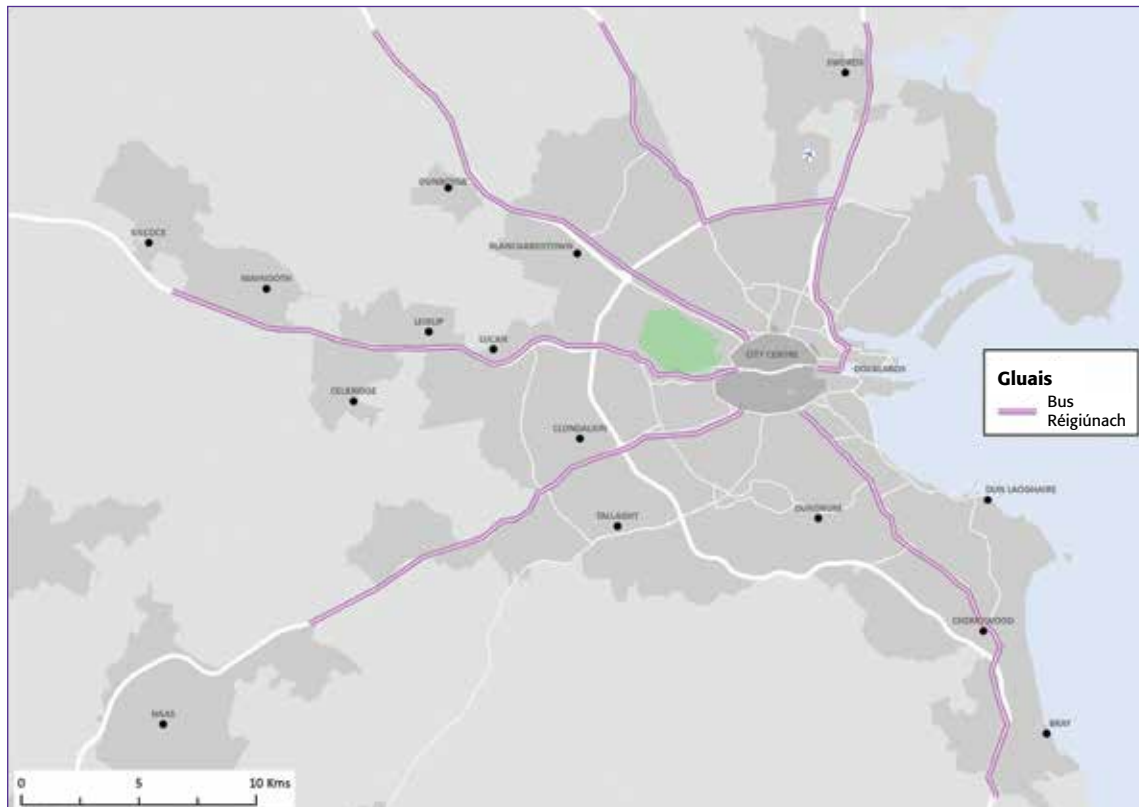 SWORDS
DUNBOYNE
KILCOCK
BLANCHARDSTOWN
MAYNOOTH
LEIXLIP
LUCAN
CITY CENTRE
DOCKLANDS
Gluais
Bus
Réigiúnach
CELBRIDGE
CLONDALKIN
DUN LAOGHAIRE
TALLAGHT
DUNDRUM
CHERRYWOOD
NAAS
BRAY
0 5 10 Kms